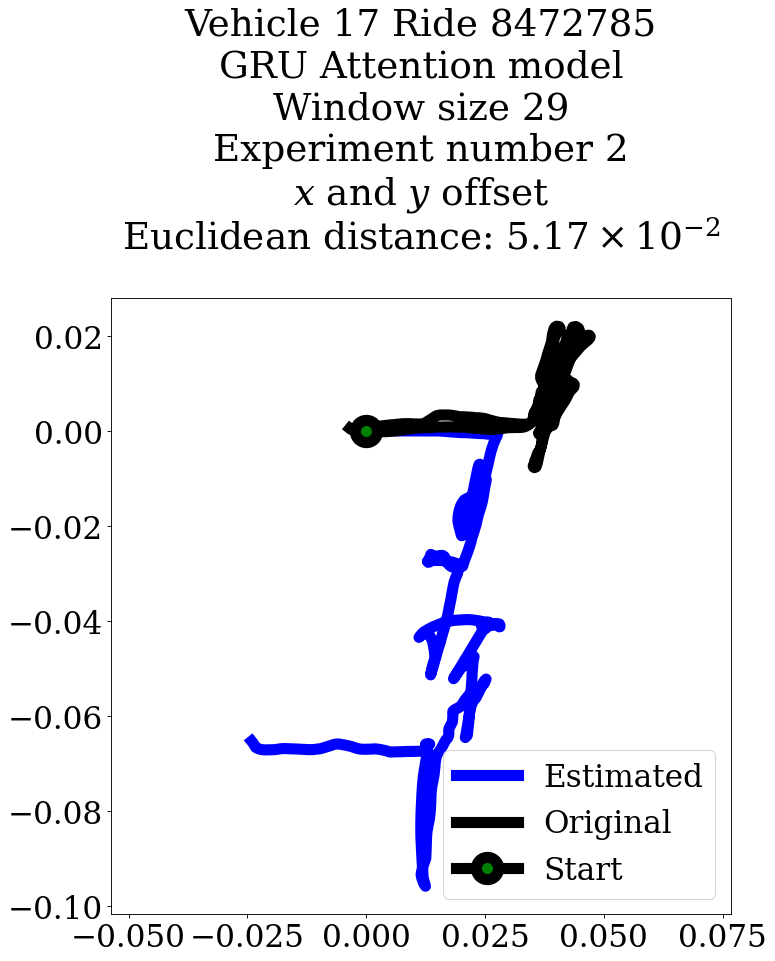 Vehicle 17 Ride 8472785
GRU Attention model
Window size 29
Experiment number 2
x and y offset
Euclidean distance: 5.17 × 10⁻²
0.02
0.00
−0.02
−0.04
−0.06
−0.08
−0.10
Estimated
Original
Start
−0.050 −0.025 0.000 0.025 0.050 0.075